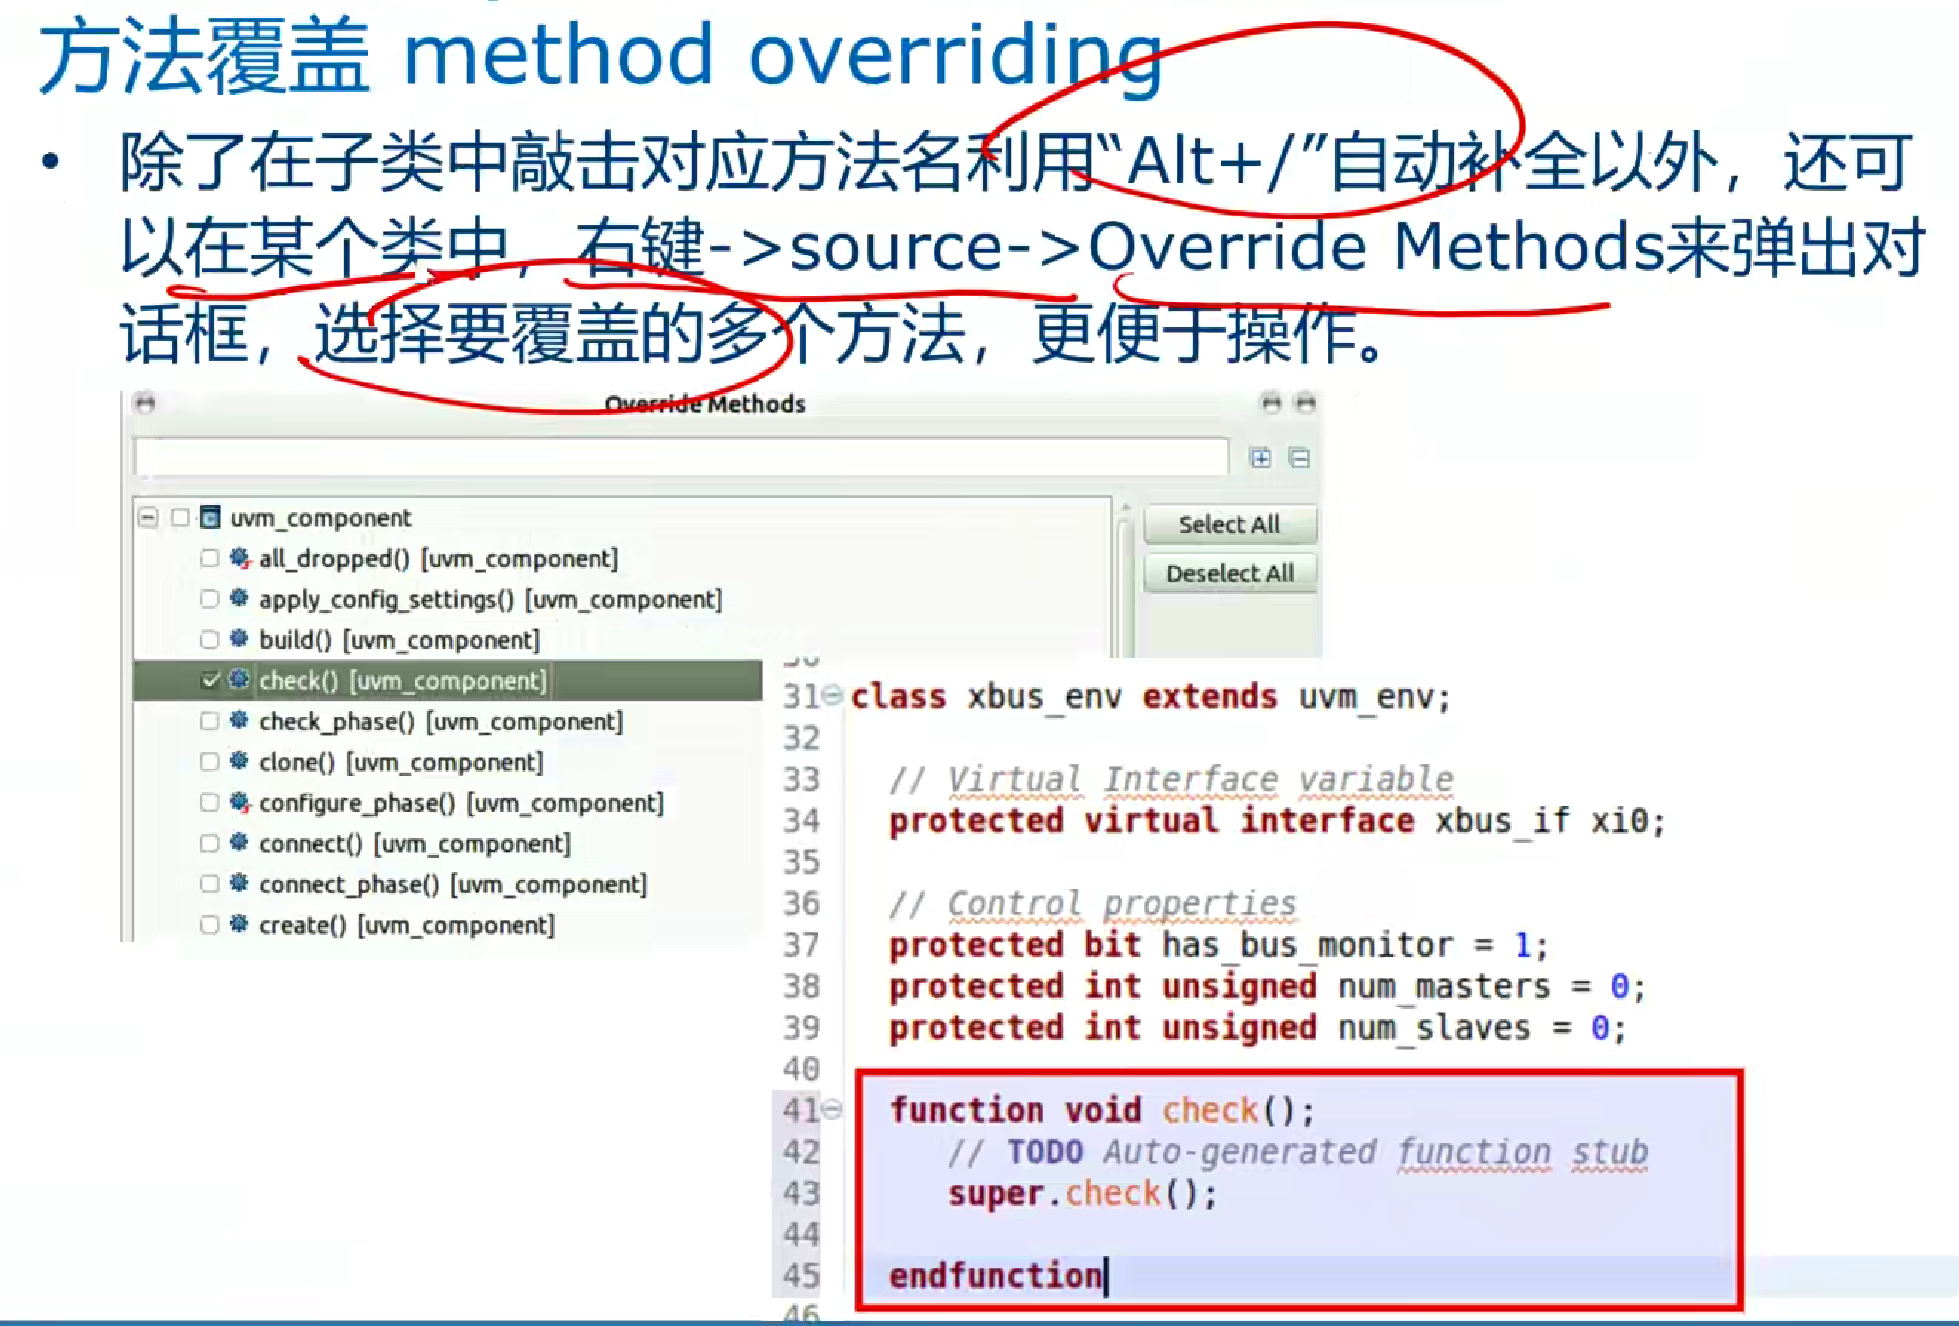 方法覆盖 method overriding
• 除了在子类中敲击对应方法名利用“Alt+/”自动补全以外，还可
以在某个类中，右键->source->Override Methods来弹出对
话框，选择要覆盖的多个方法，更便于操作。
Override Methods
uvm_component
all_dropped() [uvm_component]
apply_config_settings() [uvm_component]
build() [uvm_component]
check() [uvm_component]
check_phase() [uvm_component]
clone() [uvm_component]
configure_phase() [uvm_component]
connect() [uvm_component]
connect_phase() [uvm_component]
create() [uvm_component]
Select All
Deselect All
31 class xbus_env extends uvm_env;
32
33 // Virtual Interface variable
34 protected virtual interface xbus_if xi0;
35
36 // Control properties
37 protected bit has_bus_monitor = 1;
38 protected int unsigned num_masters = 0;
39 protected int unsigned num_slaves = 0;
40
41 function void check();
42 // TODO Auto-generated function stub
43 super.check();
44
45 endfunction
46